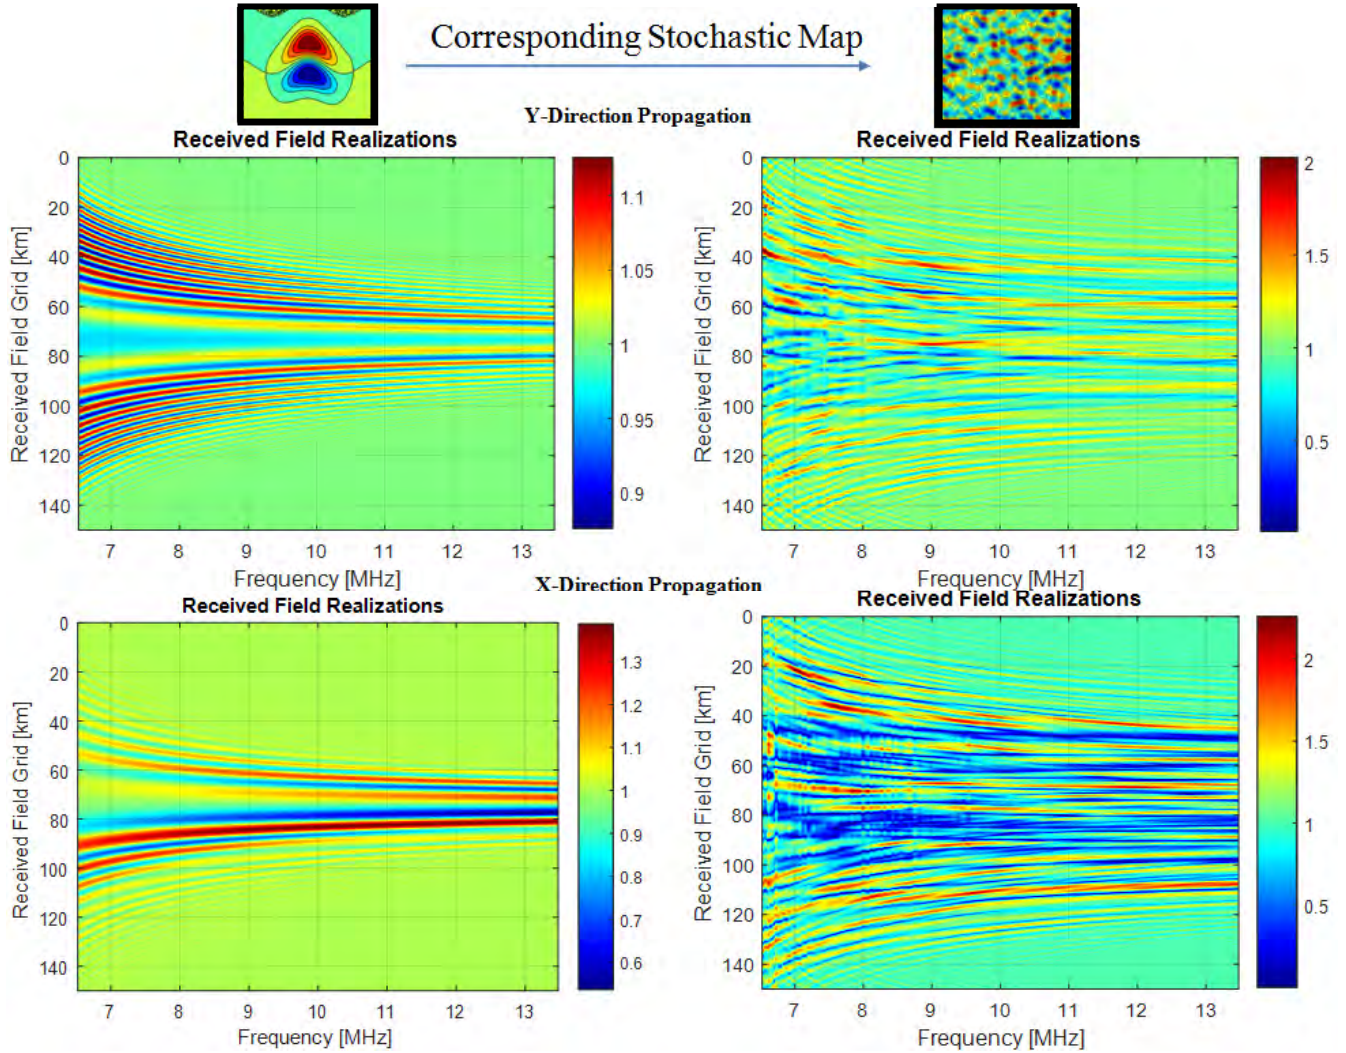 Corresponding Stochastic Map
Y-Direction Propagation
Received Field Realizations
Received Field Grid [km]
0
20
40
60
80
100
120
140
7 8 9 10 11 12 13
Frequency [MHz]
1.1
1.05
1
0.95
0.9
Received Field Realizations
Received Field Grid [km]
0
20
40
60
80
100
120
140
7 8 9 10 11 12 13
Frequency [MHz]
2
1.5
1
0.5
X-Direction Propagation
Received Field Realizations
Received Field Grid [km]
0
20
40
60
80
100
120
140
7 8 9 10 11 12 13
Frequency [MHz]
1.3
1.2
1.1
1
0.9
0.8
0.7
0.6
Received Field Realizations
Received Field Grid [km]
0
20
40
60
80
100
120
140
7 8 9 10 11 12 13
Frequency [MHz]
2
1.5
1
0.5